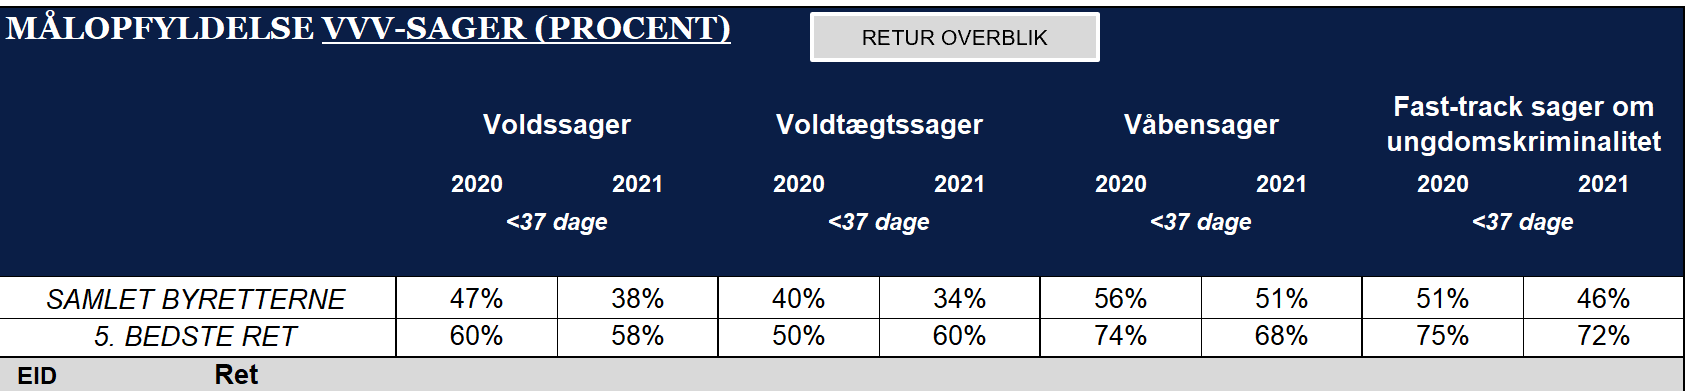 MÅLOPFYLDELSE VVV-SAGER (PROCENT)
RETUR OVERBLIK
Voldssager Voldtægtssager Våbensager Fast-track sager om ungdomskriminalitet
2020 2021 2020 2021 2020 2021 2020 2021
<37 dage <37 dage <37 dage <37 dage
SAMLET BYRETTERNE 47% 38% 40% 34% 56% 51% 51% 46%
5. BEDSTE RET 60% 58% 50% 60% 74% 68% 75% 72%
EID Ret